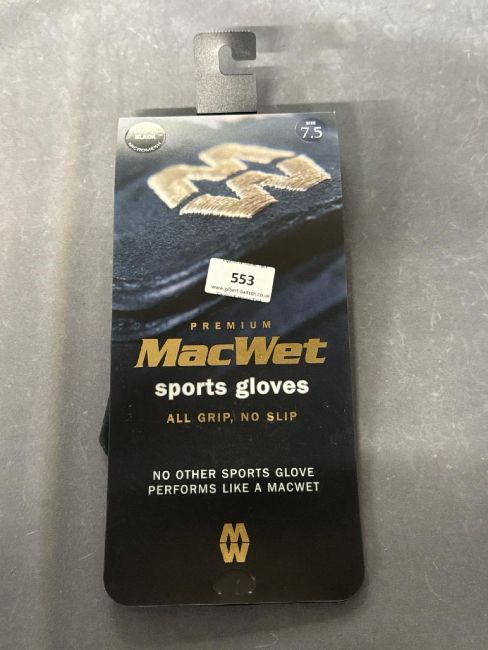 BLACK
MICROMESH
SIZE
7.5
553
www.gilbert-baitson.co.uk
PREMIUM
MacWet
sports gloves
ALL GRIP, NO SLIP
NO OTHER SPORTS GLOVE
PERFORMS LIKE A MACWET
MW